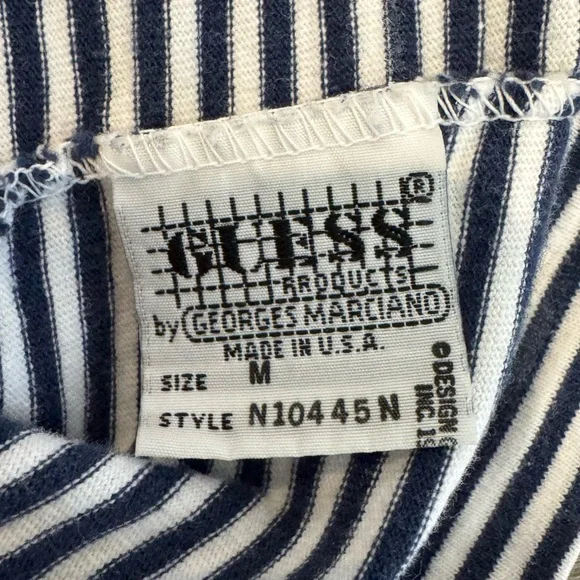 GUESS®
PRODUCTS
by GEORGES MARCIANO
MADE IN U.S.A.
SIZE M
STYLE N10445N
© DESIGN
INC